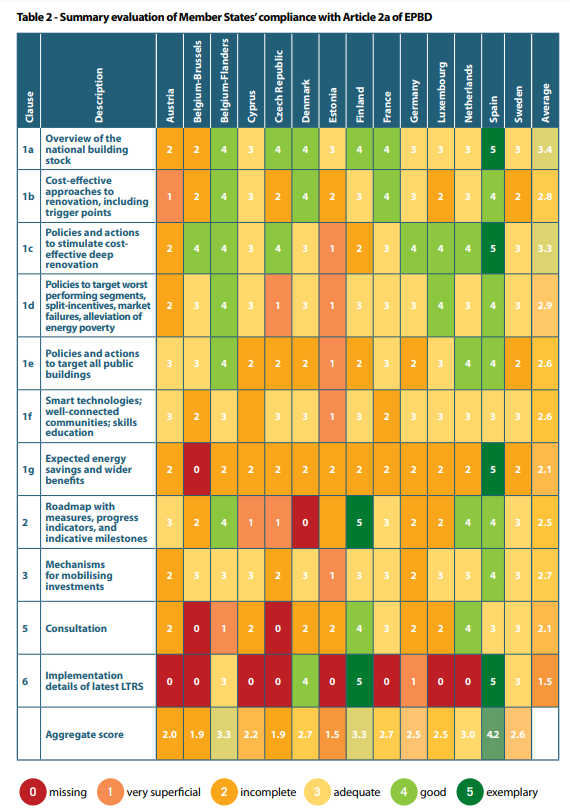 Table 2 - Summary evaluation of Member States' compliance with Article 2a of EPBD
Clause Description Austria Belgium-Brussels Belgium-Flanders Cyprus Czech Republic Denmark Estonia Finland France Germany Luxembourg Netherlands Spain Sweden Average
1a Overview of the
national building
stock
2 2 4 3 4 4 3 4 4 3 3 3 5 3 3.4
1b Cost-effective
approaches to
renovation, including
trigger points
1 2 4 3 2 4 2 3 4 3 2 3 4 2 2.8
1c Policies and actions
to stimulate cost-
effective deep
renovation
2 4 4 3 4 3 1 2 3 4 4 4 5 3 3.3
1d Policies to target worst
performing segments,
split-incentives, market
failures, alleviation of
energy poverty
2 3 4 3 1 3 1 3 3 3 4 3 4 3 2.9
1e Policies and actions
to target all public
buildings
3 3 4 2 2 2 1 2 3 2 3 4 4 2 2.6
1f Smart technologies;
well-connected
communities; skills
education
3 2 3 3 3 1 3 2 3 3 3 3 3 2.6
1g Expected energy
savings and wider
benefits
2 0 2 2 2 2 2 2 2 2 2 2 5 2 2.1
2 Roadmap with
measures, progress
indicators, and
indicative milestones
3 2 4 1 1 0 5 3 2 2 4 4 3 2.5
3 Mechanisms
for mobilising
investments
2 3 3 3 2 3 1 3 3 2 3 3 4 3 2.7
5 Consultation
2 0 1 2 0 2 2 4 3 2 2 4 3 3 2.1
6 Implementation
details of latest LTRS
0 0 3 0 0 4 0 5 0 1 0 0 5 3 1.5
Aggregate score
2.0 1.9 3.3 2.2 1.9 2.7 1.5 3.3 2.7 2.5 2.5 3.0 4.2 2.6
0 missing 1 very superficial 2 incomplete 3 adequate 4 good 5 exemplary